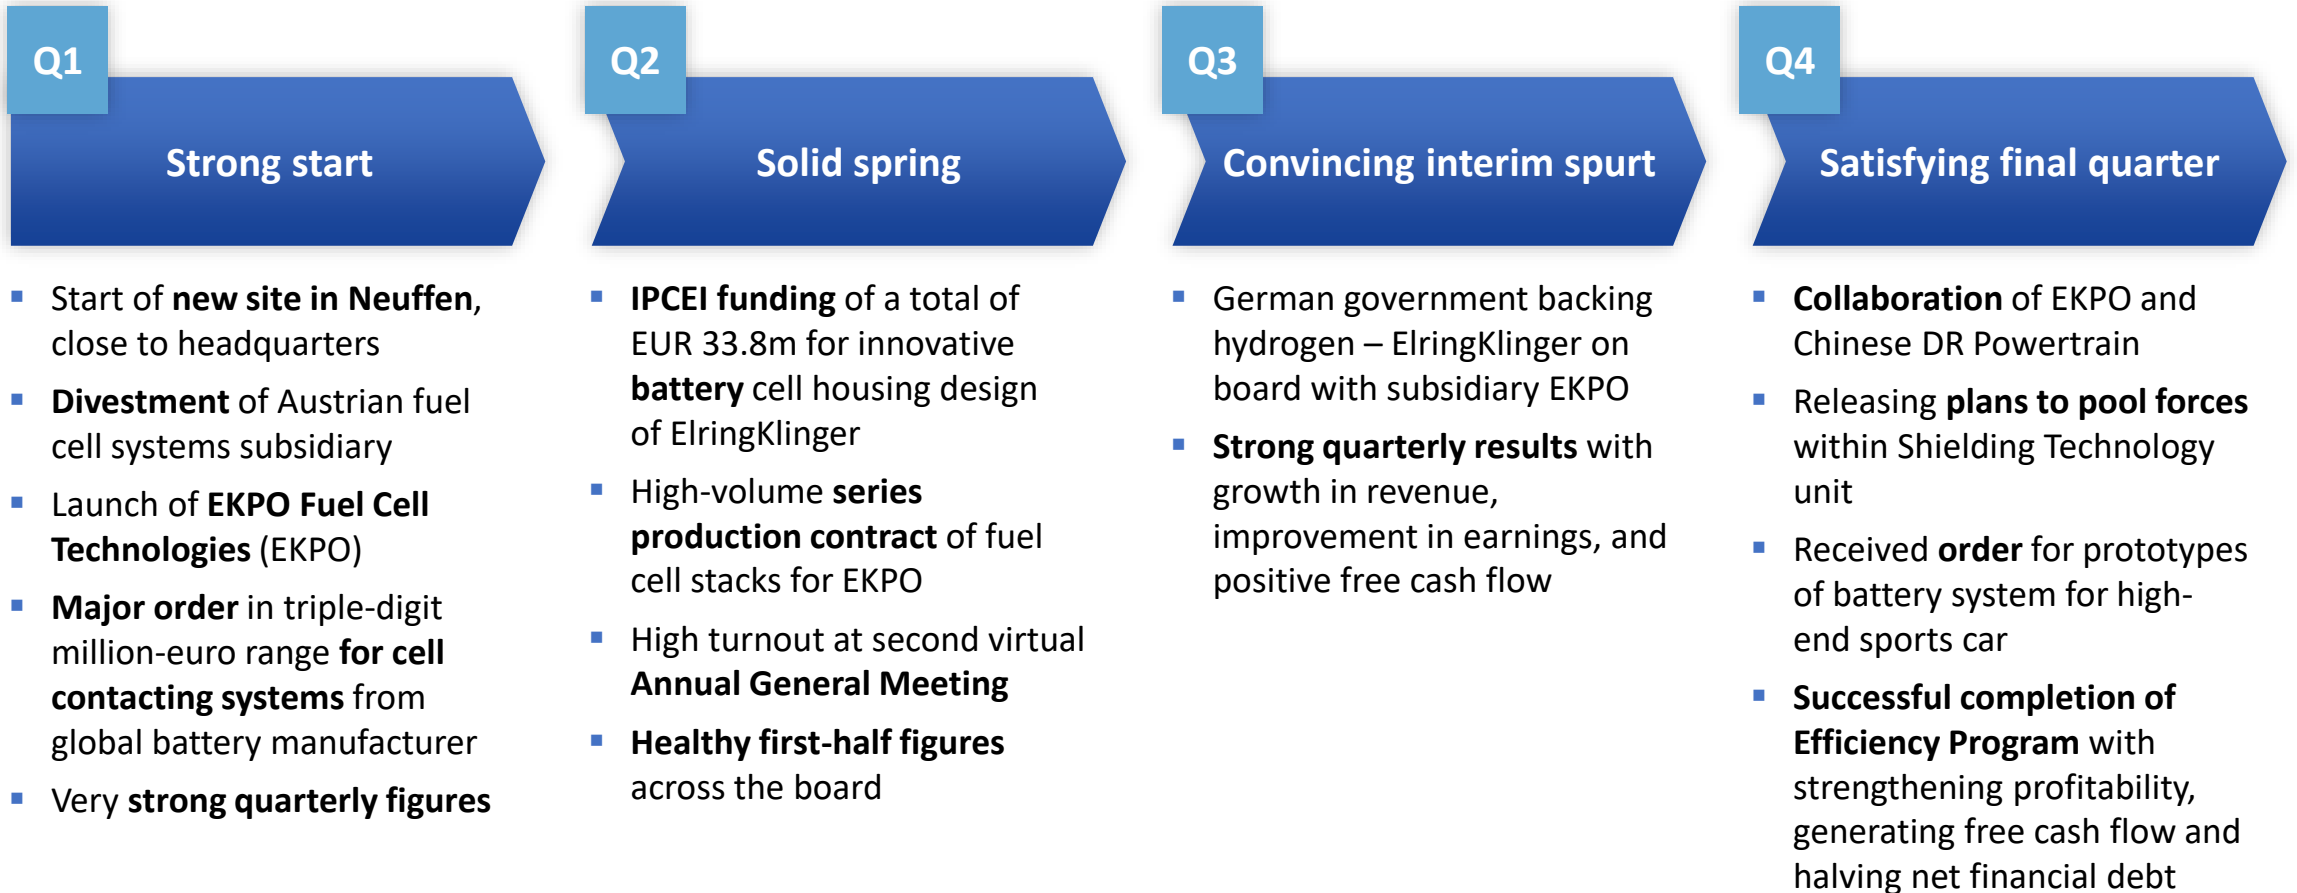 Q1
Strong start
Start of new site in Neuffen,
close to headquarters
Divestment of Austrian fuel
cell systems subsidiary
Launch of EKPO Fuel Cell
Technologies (EKPO)
Major order in triple-digit
million-euro range for cell
contacting systems from
global battery manufacturer
Very strong quarterly figures
Q2
Solid spring
IPCEI funding of a total of
EUR 33.8m for innovative
battery cell housing design
of ElringKlinger
High-volume series
production contract of fuel
cell stacks for EKPO
High turnout at second virtual
Annual General Meeting
Healthy first-half figures
across the board
Q3
Convincing interim spurt
German government backing
hydrogen – ElringKlinger on
board with subsidiary EKPO
Strong quarterly results with
growth in revenue,
improvement in earnings, and
positive free cash flow
Q4
Satisfying final quarter
Collaboration of EKPO and
Chinese DR Powertrain
Releasing plans to pool forces
within Shielding Technology
unit
Received order for prototypes
of battery system for high-
end sports car
Successful completion of
Efficiency Program with
strengthening profitability,
generating free cash flow and
halving net financial debt